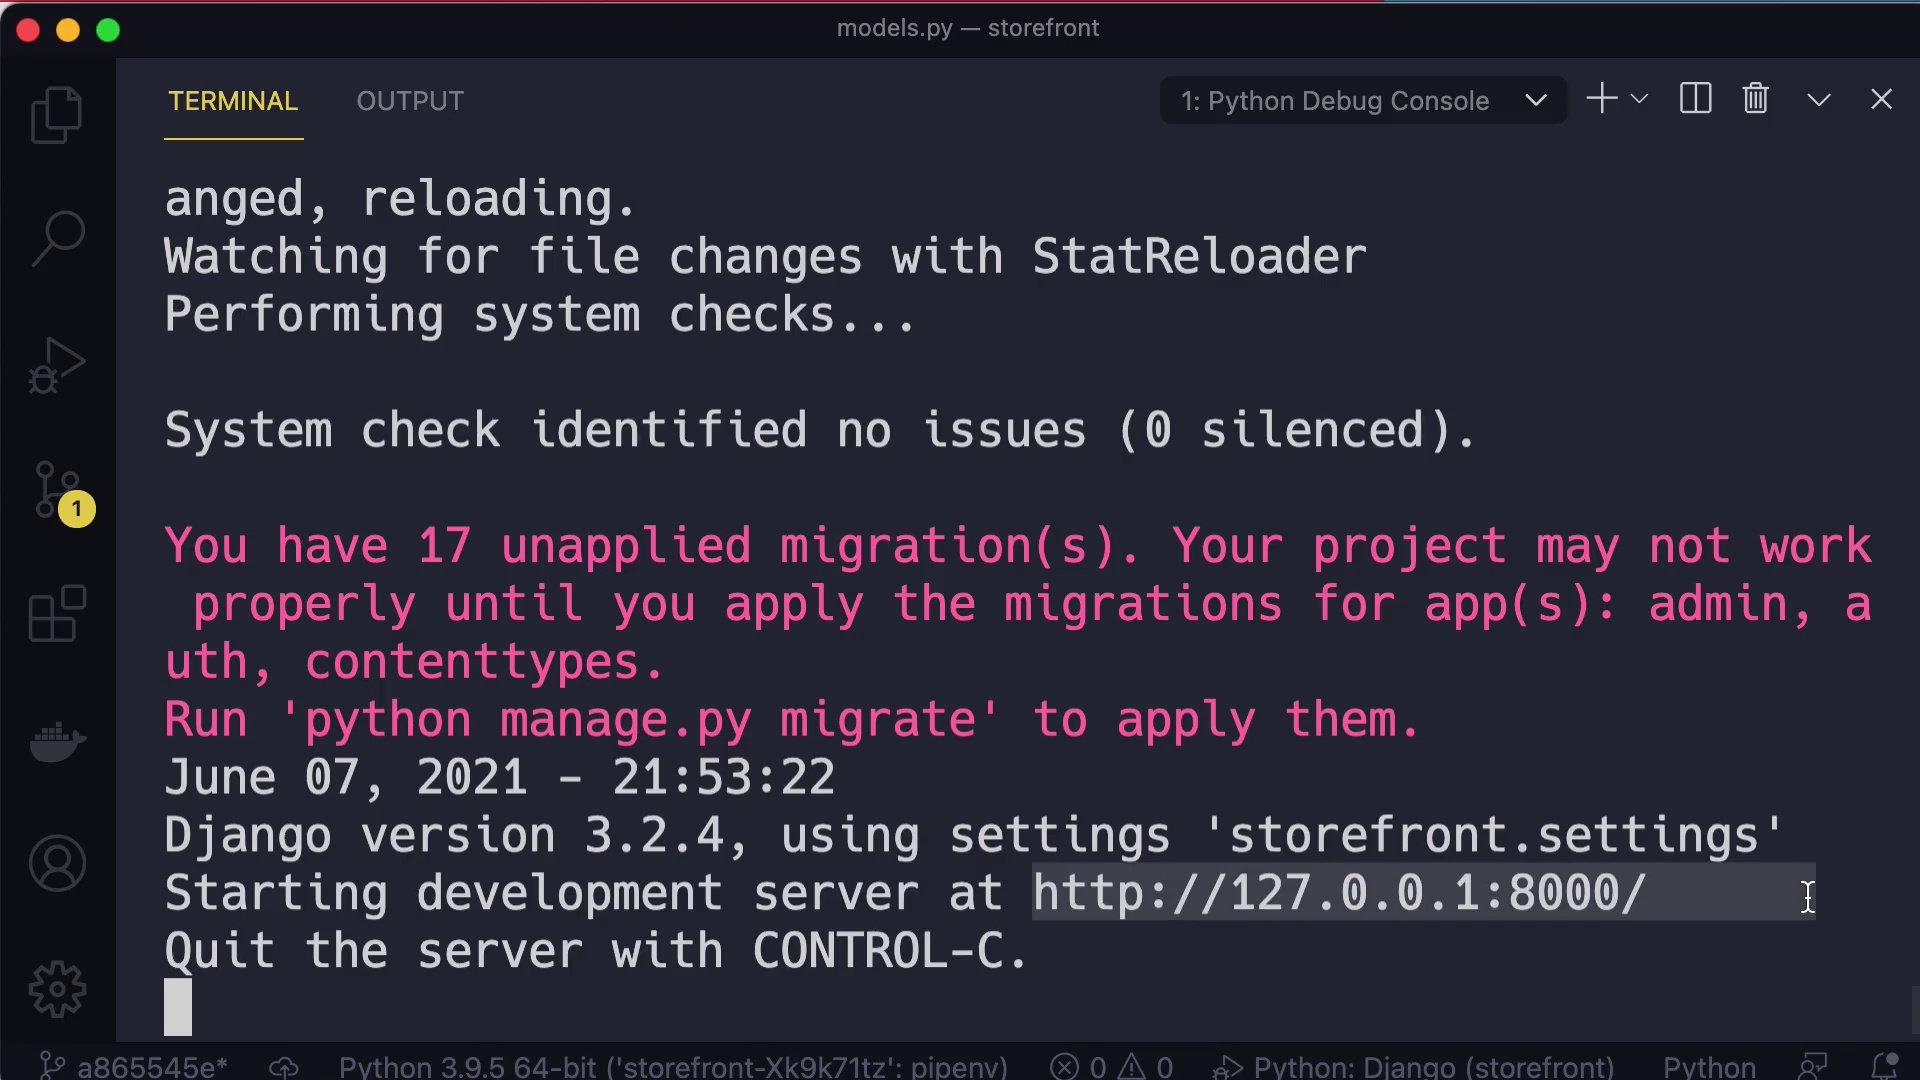 models.py — storefront
TERMINAL OUTPUT 1: Python Debug Console
anged, reloading.
Watching for file changes with StatReloader
Performing system checks...
System check identified no issues (0 silenced).
1
You have 17 unapplied migration(s). Your project may not work
properly until you apply the migrations for app(s): admin, a
uth, contenttypes.
Run 'python manage.py migrate' to apply them.
June 07, 2021 - 21:53:22
Django version 3.2.4, using settings 'storefront.settings'
Starting development server at http://127.0.0.1:8000/
Quit the server with CONTROL-C.
a865545e* Python 3.9.5 64-bit ('storefront-Xk9k71tz': pipenv) 0 0 Python: Django (storefront) Python